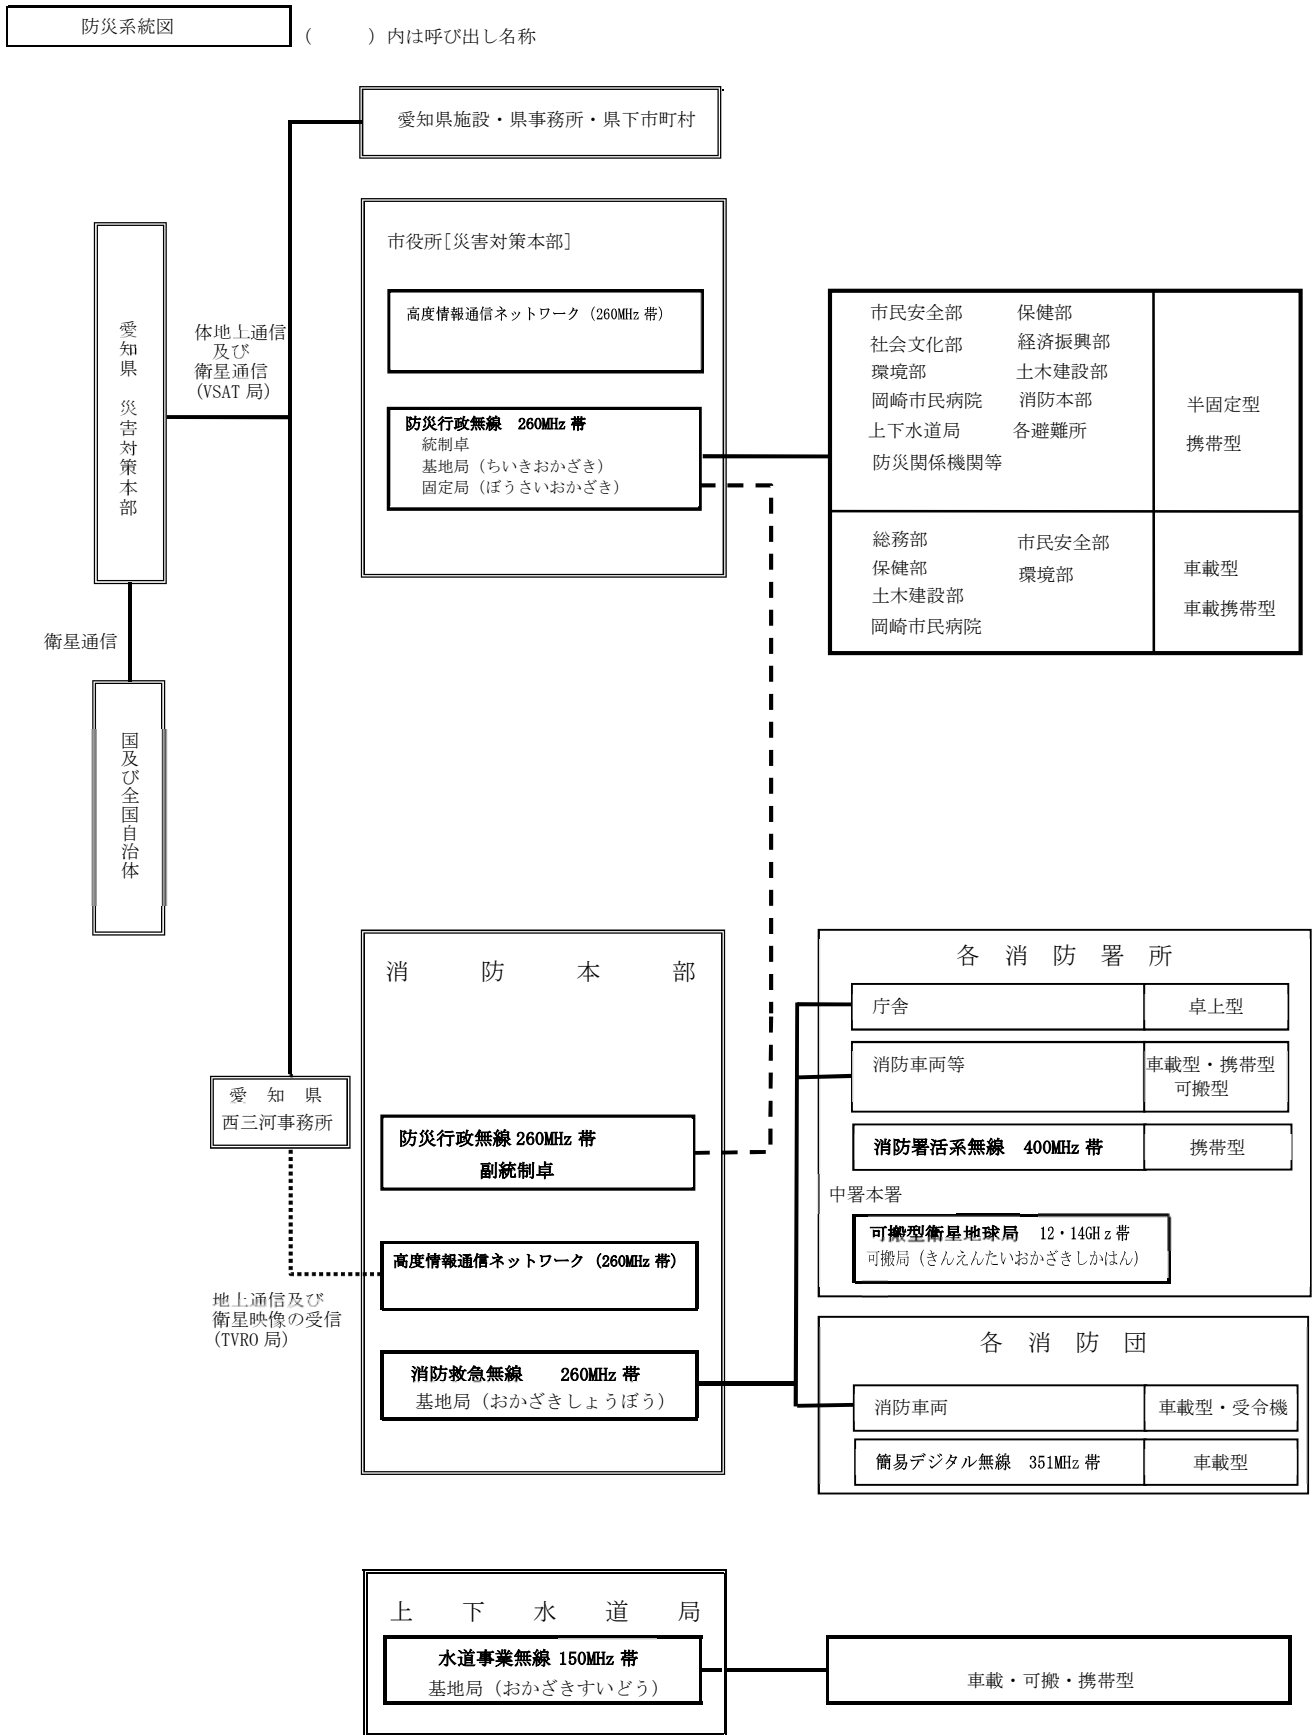 防災系統図
(　　　)内は呼び出し名称
愛知県施設・県事務所・県下市町村
市役所[災害対策本部]
高度情報通信ネットワーク（260MHz 帯）
防災行政無線　260MHz 帯
統制卓
基地局（ちいきおかざき）
固定局（ぼうさいおかざき）
愛知県　災害対策本部
体地上通信
及び
衛星通信
(VSAT 局)
衛星通信
国及び全国自治体
市民安全部　保健部
社会文化部　経済振興部
環境部　土木建設部
岡崎市民病院　消防本部
上下水道局　各避難所
防災関係機関等
半固定型
携帯型
総務部　市民安全部
保健部　環境部
土木建設部
岡崎市民病院
車載型
車載携帯型
愛　知　県
西三河事務所
地上通信及び
衛星映像の受信
(TVRO 局)
消　防　本　部
防災行政無線 260MHz 帯
副統制卓
高度情報通信ネットワーク（260MHz 帯）
消防救急無線　260MHz 帯
基地局（おかざきしょうぼう）
各　消　防　署　所
庁舎　卓上型
消防車両等　車載型・携帯型
可搬型
消防署活系無線　400MHz 帯　携帯型
中署本署
可搬型衛星地球局　12・14GHz 帯
可搬局（きんえんたいおかざきしかはん）
各　消　防　団
消防車両　車載型・受令機
簡易デジタル無線　351MHz 帯　車載型
上　下　水　道　局
水道事業無線 150MHz 帯
基地局（おかざきすいどう）
車載・可搬・携帯型